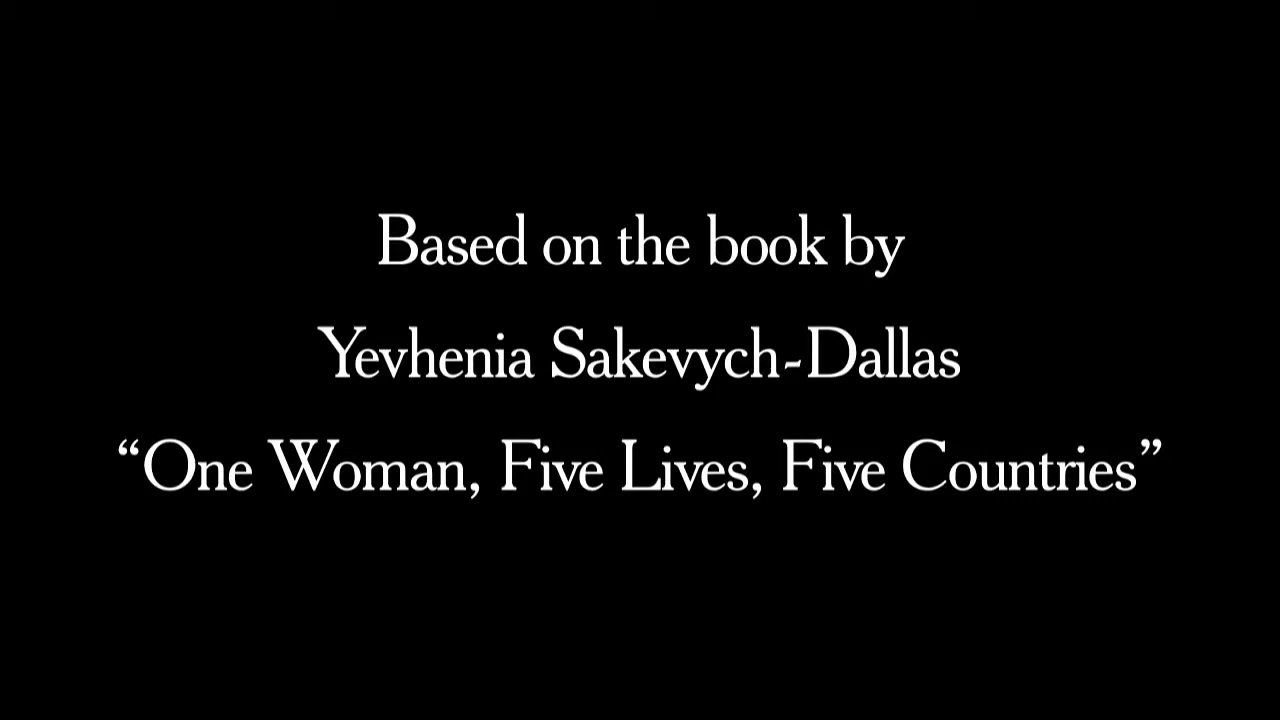 Based on the book by
Yevhenia Sakevych-Dallas
“One Woman, Five Lives, Five Countries”